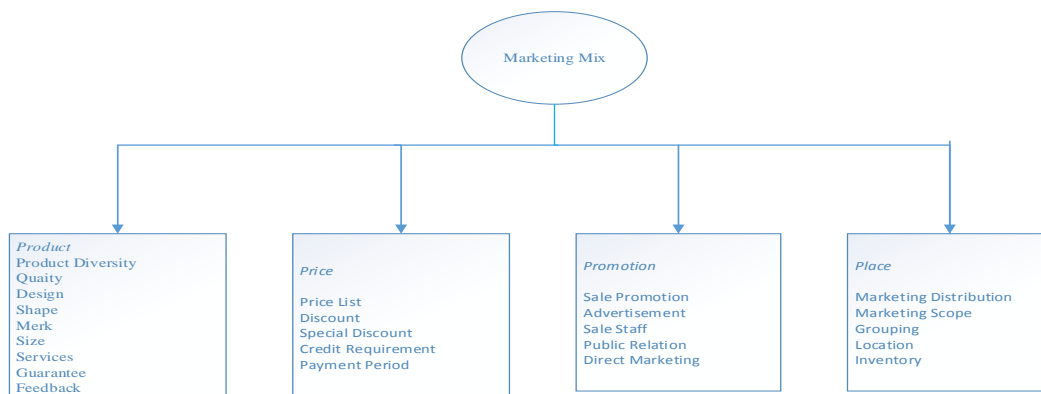 Marketing Mix
Product
Product Diversity
Quaity
Design
Shape
Merk
Size
Services
Guarantee
Feedback
Price
Price List
Discount
Special Discount
Credit Requirement
Payment Period
Promotion
Sale Promotion
Advertisement
Sale Staff
Public Relation
Direct Marketing
Place
Marketing Distribution
Marketing Scope
Grouping
Location
Inventory